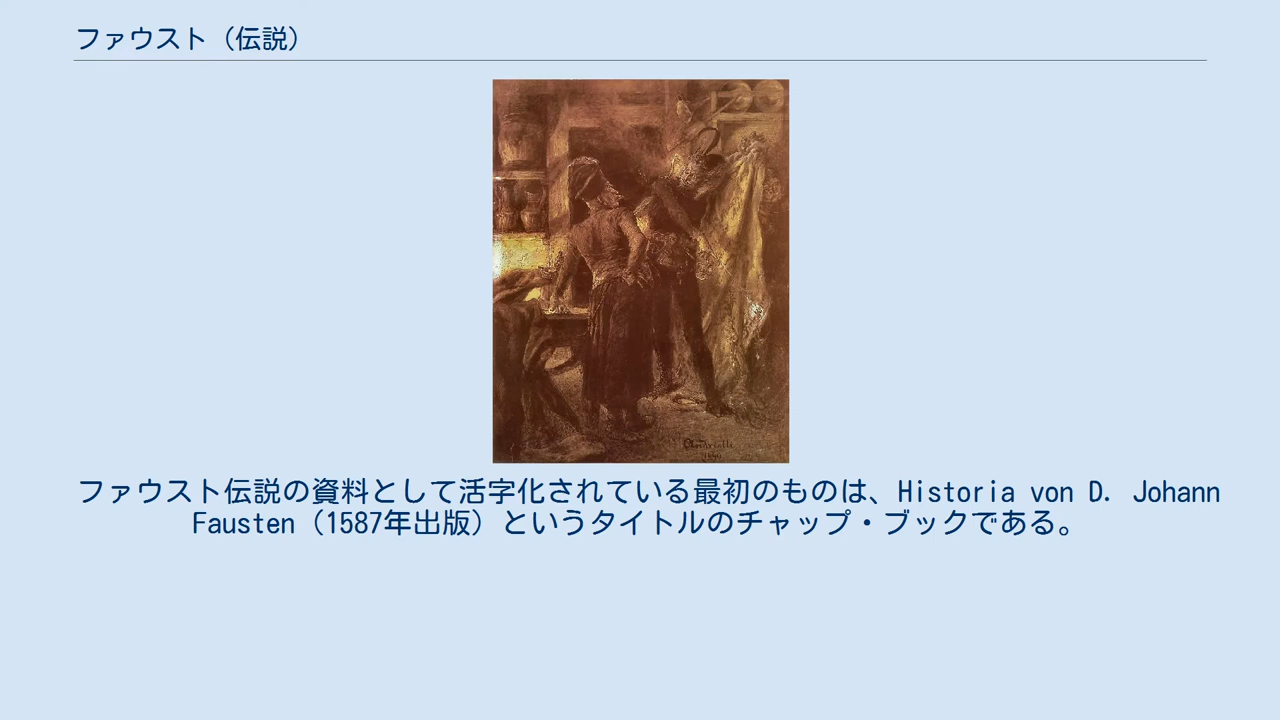 ファウスト（伝説）
ファウスト伝説の資料として活字化されている最初のものは、Historia von D. Johann
Fausten（1587年出版）というタイトルのチャップ・ブックである。